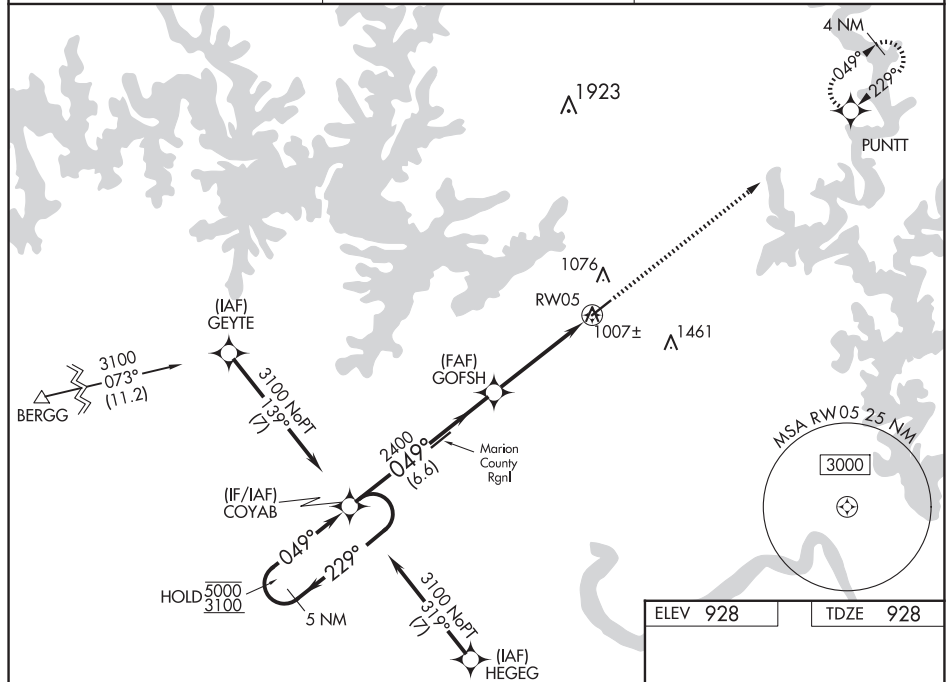 4 NM
049°
229°
PUNTT
1923
1076
RW05
1007±
1461
(IAF)
GEYTE
3100
073°
(11.2)
BERGG
3100 NoPT
139°
(7)
(FAF)
GOFSH
2400
049°
(6.6)
Marion
County
Rgnl
(IF/IAF)
COYAB
049°
229°
HOLD 5000
3100
5 NM
3100 NoPT
319°
(7)
(IAF)
HEGEG
MSA RW05 25 NM
3000
ELEV 928
TDZE 928